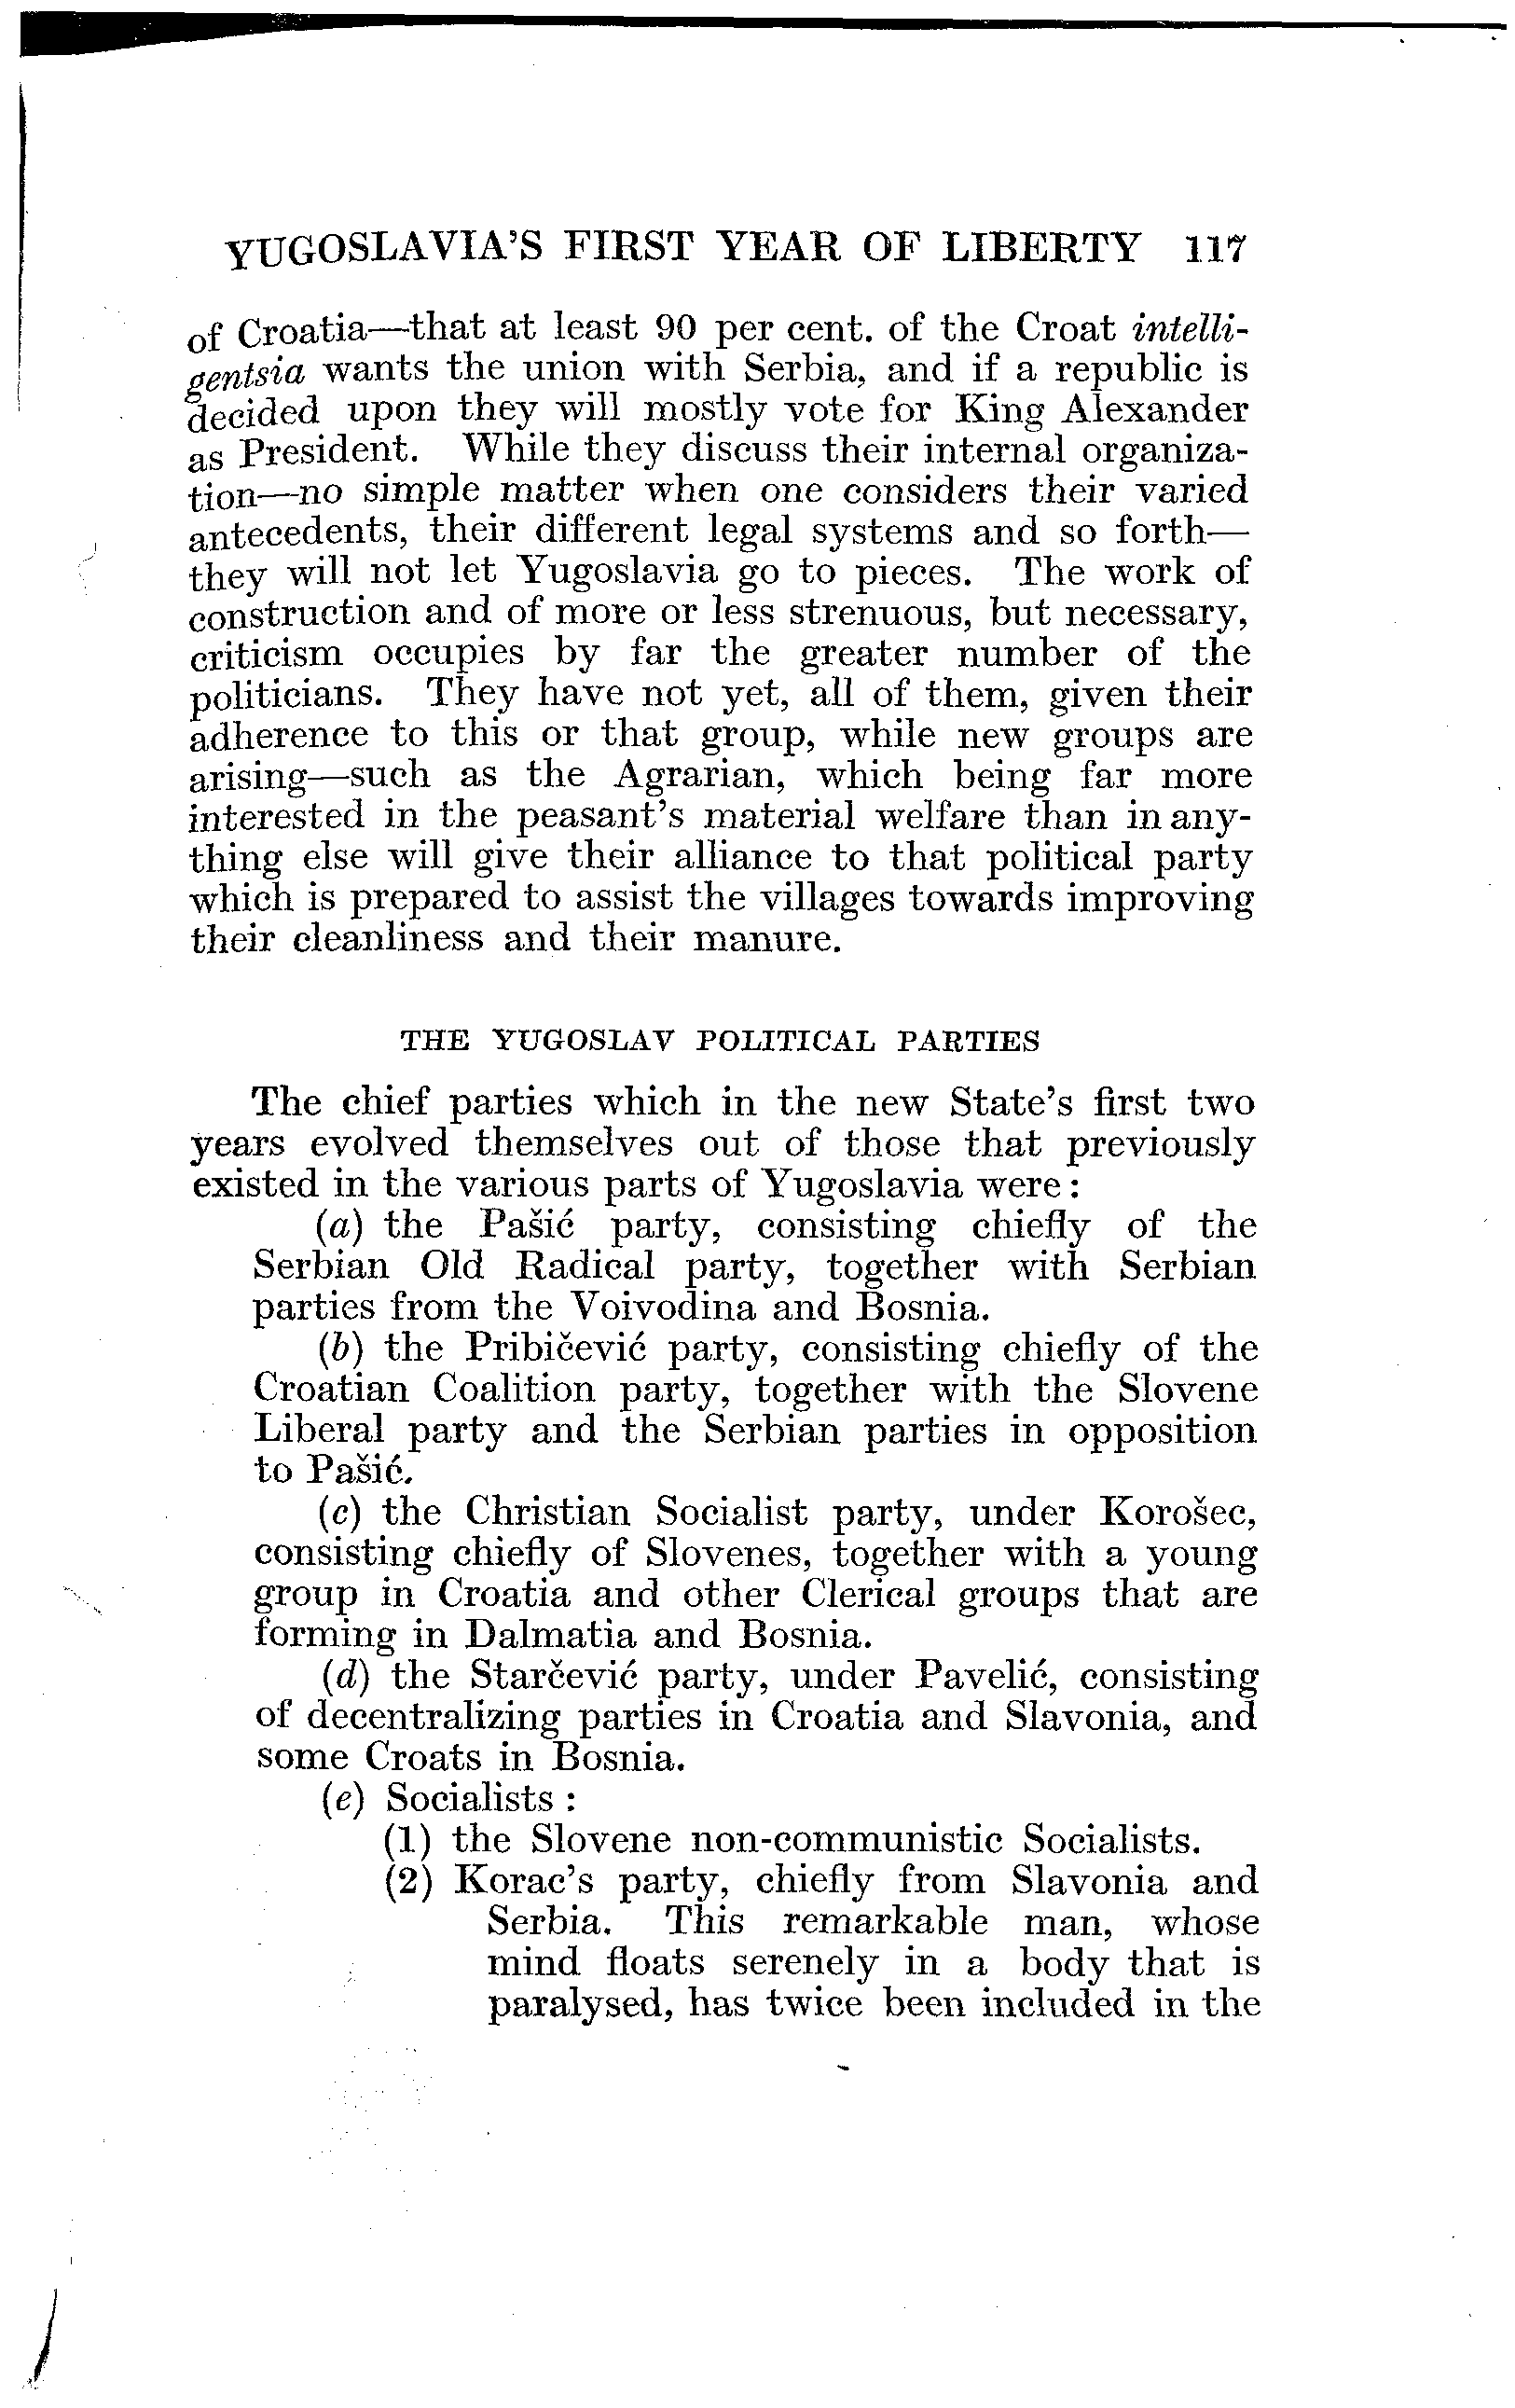 YUGOSLAVIA'S FIRST YEAR OF LIBERTY 117
of Croatia—that at least 90 per cent. of the Croat intelli-
gentsia wants the union with Serbia, and if a republic is
decided upon they will mostly vote for King Alexander
as President. While they discuss their internal organiza-
tion—no simple matter when one considers their varied
antecedents, their different legal systems and so forth—
they will not let Yugoslavia go to pieces. The work of
construction and of more or less strenuous, but necessary,
criticism occupies by far the greater number of the
politicians. They have not yet, all of them, given their
adherence to this or that group, while new groups are
arising—such as the Agrarian, which being far more
interested in the peasant's material welfare than in any-
thing else will give their alliance to that political party
which is prepared to assist the villages towards improving
their cleanliness and their manure.
THE YUGOSLAV POLITICAL PARTIES
The chief parties which in the new State's first two
years evolved themselves out of those that previously
existed in the various parts of Yugoslavia were:
(a) the Pašić party, consisting chiefly of the
Serbian Old Radical party, together with Serbian
parties from the Voivodina and Bosnia.
(b) the Pribičević party, consisting chiefly of the
Croatian Coalition party, together with the Slovene
Liberal party and the Serbian parties in opposition
to Pašić.
(c) the Christian Socialist party, under Korošec,
consisting chiefly of Slovenes, together with a young
group in Croatia and other Clerical groups that are
forming in Dalmatia and Bosnia.
(d) the Starčević party, under Pavelić, consisting
of decentralizing parties in Croatia and Slavonia, and
some Croats in Bosnia.
(e) Socialists :
(1) the Slovene non-communistic Socialists.
(2) Korac's party, chiefly from Slavonia and
Serbia. This remarkable man, whose
mind floats serenely in a body that is
paralysed, has twice been included in the